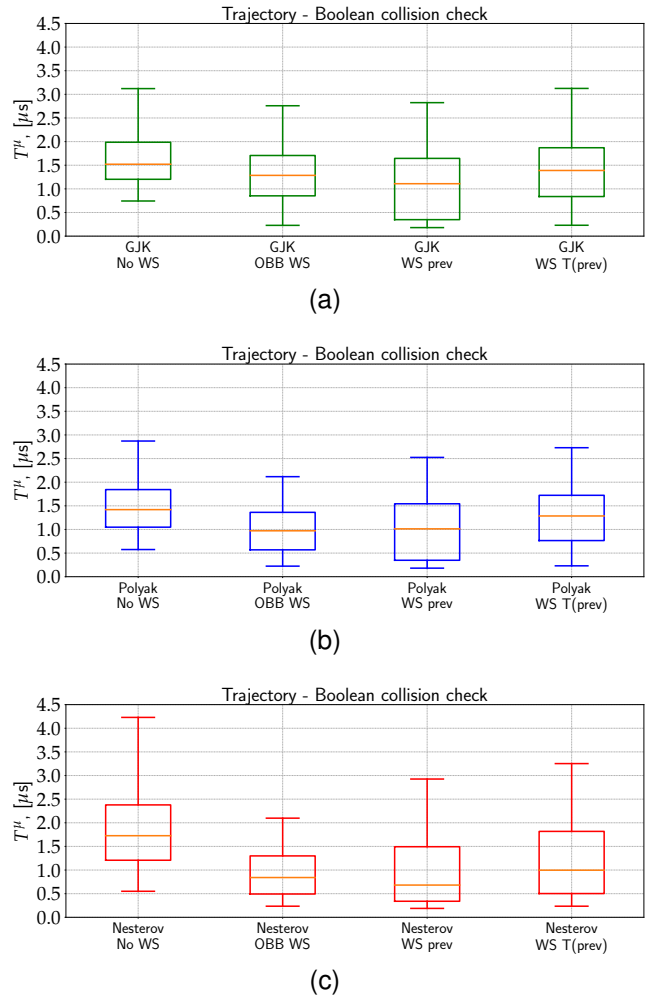 Trajectory - Boolean collision check
4.5
4.0
3.5
3.0
2.5
2.0
1.5
1.0
0.5
0.0
T^μ, [μs]
GJK GJK GJK GJK
No WS OBB WS WS prev WS T(prev)
(a)
Trajectory - Boolean collision check
4.5
4.0
3.5
3.0
2.5
2.0
1.5
1.0
0.5
0.0
T^μ, [μs]
Polyak Polyak Polyak Polyak
No WS OBB WS WS prev WS T(prev)
(b)
Trajectory - Boolean collision check
4.5
4.0
3.5
3.0
2.5
2.0
1.5
1.0
0.5
0.0
T^μ, [μs]
Nesterov Nesterov Nesterov Nesterov
No WS OBB WS WS prev WS T(prev)
(c)